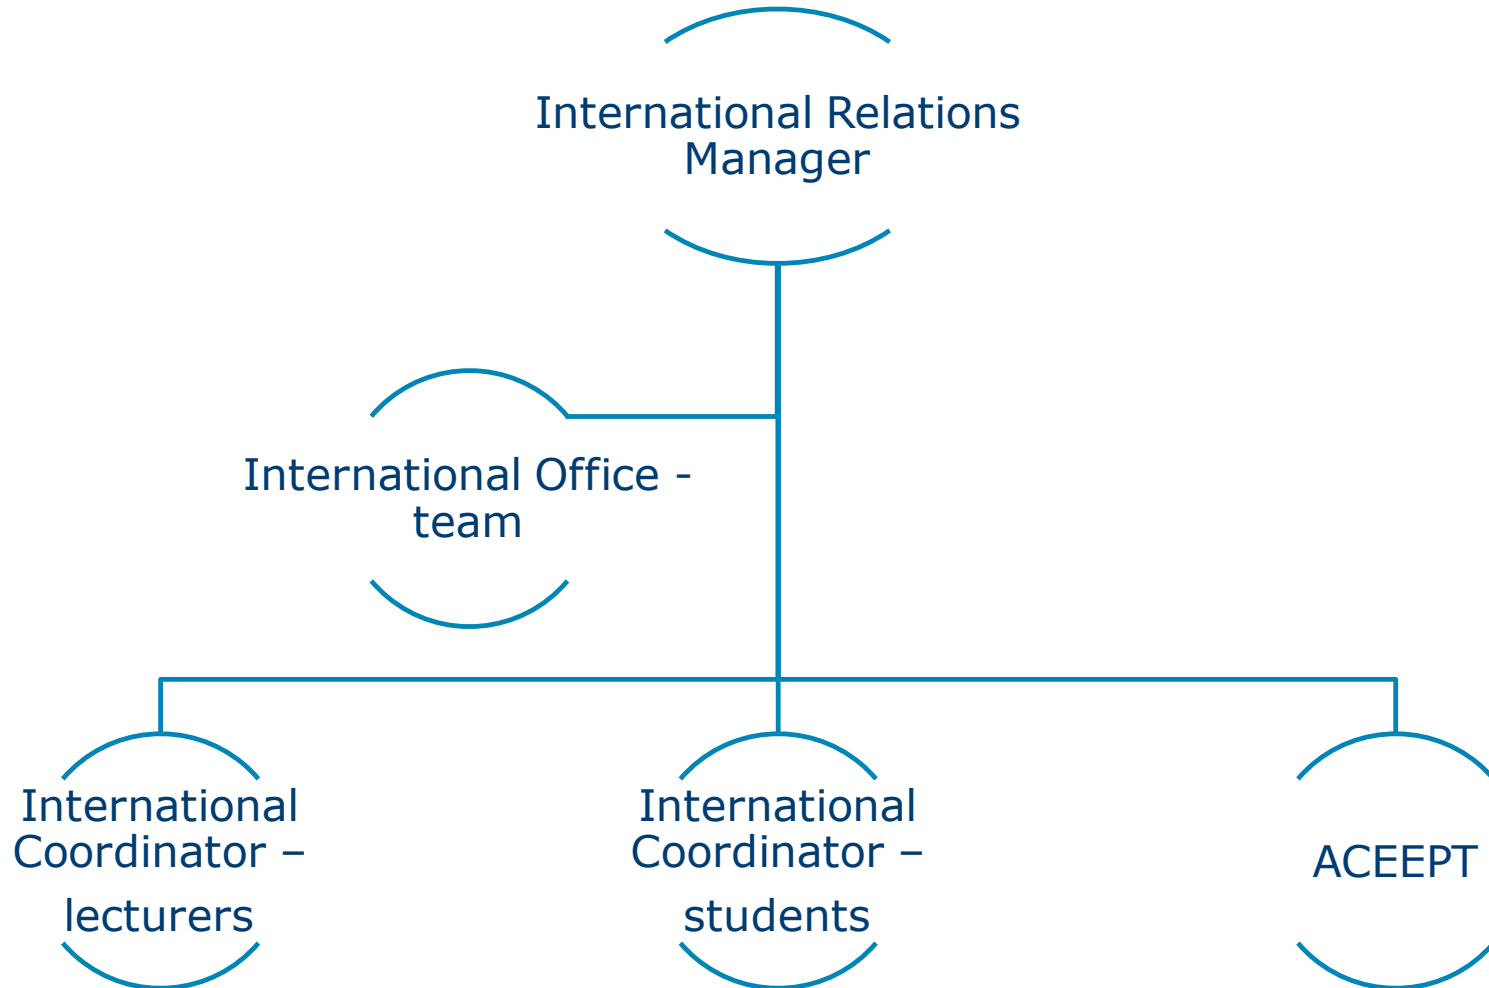 International Relations
Manager
International Office -
team
International
Coordinator –
lecturers
International
Coordinator –
students
ACEEPT